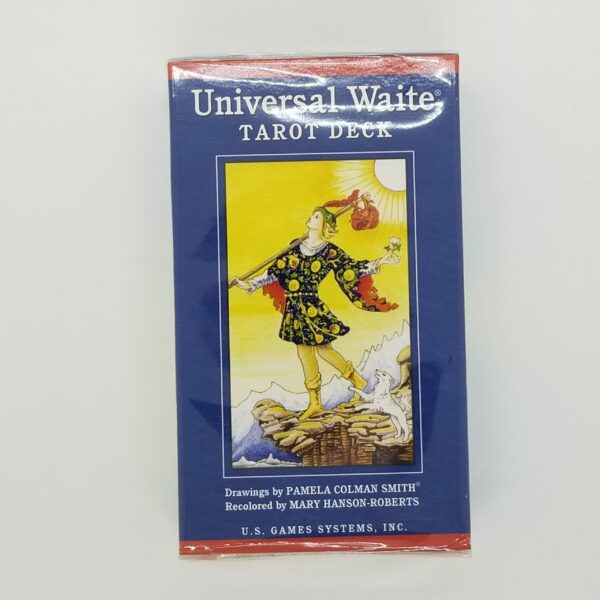 Universal Waite®
TAROT DECK
Drawings by PAMELA COLMAN SMITH©
Recolored by MARY HANSON-ROBERTS
U.S. GAMES SYSTEMS, INC.